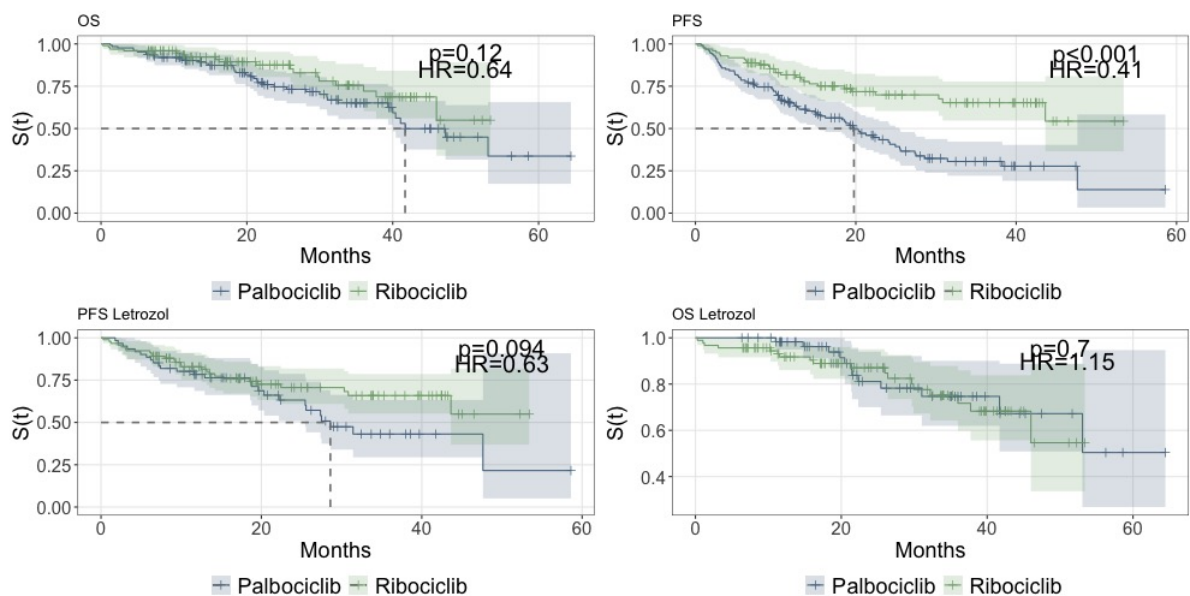 OS
1.00
0.75
0.50
0.25
0.00
S(t)
p=0.12
HR=0.64
0 20 40 60
Months
Palbociclib Ribociclib
PFS
1.00
0.75
0.50
0.25
0.00
S(t)
p<0.001
HR=0.41
0 20 40 60
Months
Palbociclib Ribociclib
PFS Letrozol
1.00
0.75
0.50
0.25
0.00
S(t)
p=0.094
HR=0.63
0 20 40 60
Months
Palbociclib Ribociclib
OS Letrozol
1.0
0.8
0.6
0.4
S(t)
p=0.7
HR=1.15
0 20 40 60
Months
Palbociclib Ribociclib